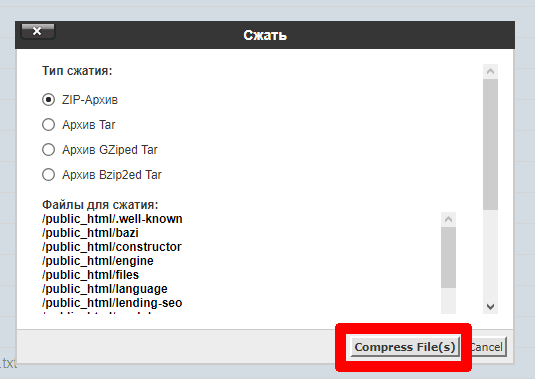 Сжать
Тип сжатия:
ZIP-Архив
Архив Tar
Архив GZiped Tar
Архив Bzip2ed Tar
Файлы для сжатия:
/public_html/.well-known
/public_html/bazi
/public_html/constructor
/public_html/engine
/public_html/files
/public_html/language
/public_html/lending-seo
.txt
Compress File(s) Cancel